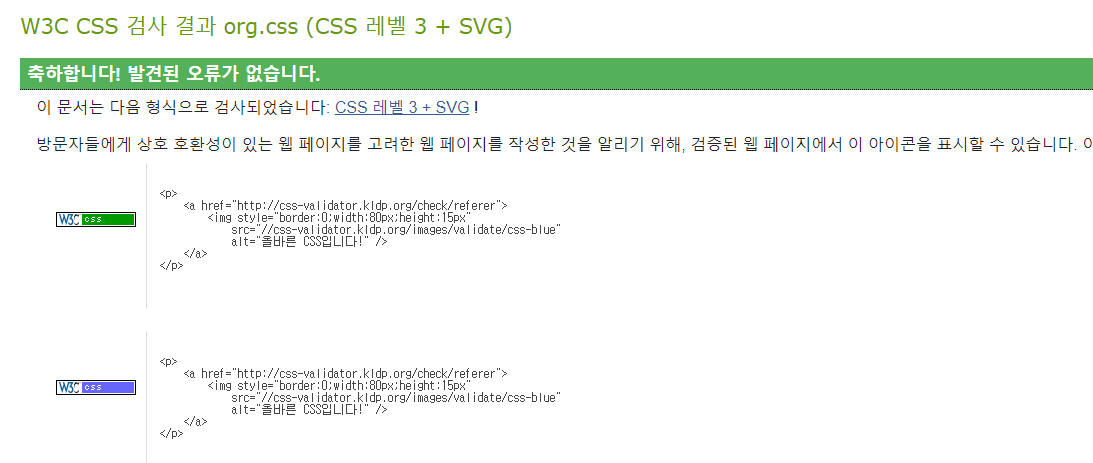 W3C CSS 검사 결과 org.css (CSS 레벨 3 + SVG)
축하합니다! 발견된 오류가 없습니다.
이 문서는 다음 형식으로 검사되었습니다: CSS 레벨 3 + SVG !
방문자들에게 상호 호환성이 있는 웹 페이지를 고려한 웹 페이지를 작성한 것을 알리기 위해, 검증된 웹 페이지에서 이 아이콘을 표시할 수 있습니다.
<p>
<a href="http://css-validator.kldp.org/check/referer">
<img style="border:0;width:80px;height:15px"
W3C css
src="//css-validator.kldp.org/images/validate/css-blue"
alt="올바른 CSS입니다!" />
</a>
</p>
<p>
<a href="http://css-validator.kldp.org/check/referer">
<img style="border:0;width:80px;height:15px"
W3C css
src="//css-validator.kldp.org/images/validate/css-blue"
alt="올바른 CSS입니다!" />
</a>
</p>